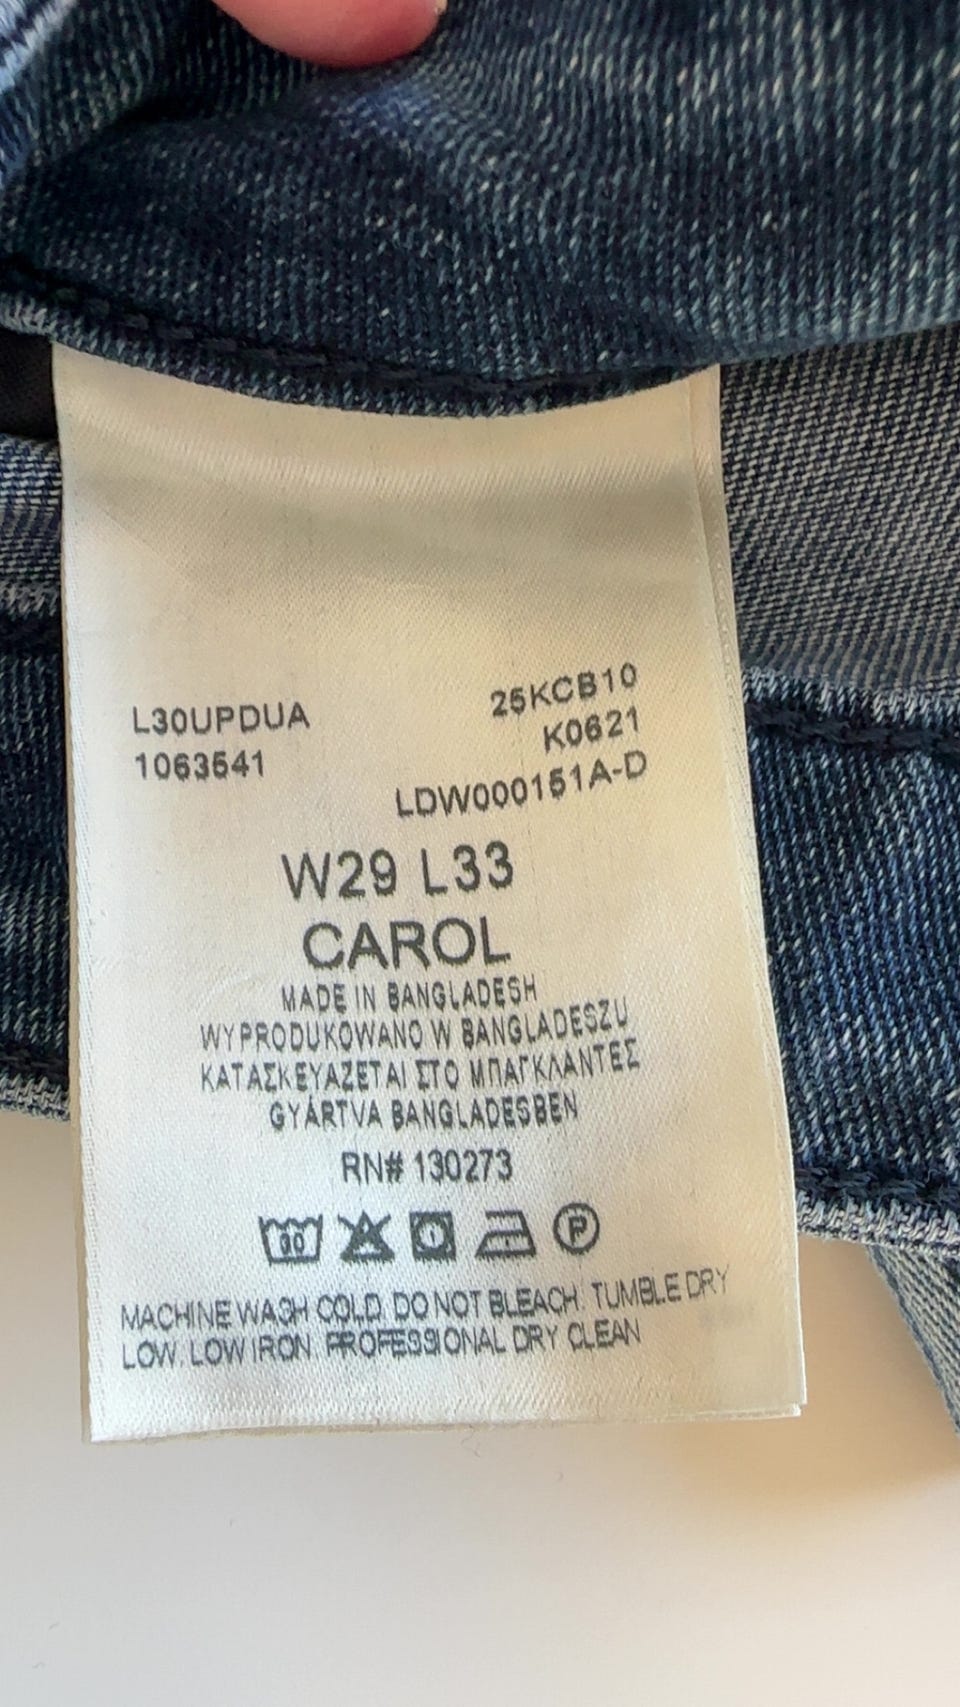 L30UPDUA
1063541
25KCB10
K0621
LDW000151A-D
W29 L33
CAROL
MADE IN BANGLADESH
WYPRODUKOWANO W BANGLADESZU
ΚΑΤΑΣΚΕΥΑΖΕΤΑΙ ΣΤΟ ΜΠΑΓΚΛΑΝΤΕΣ
GYÁRTVA BANGLADESBEN
RN# 130273
30 P
MACHINE WASH COLD. DO NOT BLEACH. TUMBLE DRY
LOW. LOW IRON. PROFESSIONAL DRY CLEAN